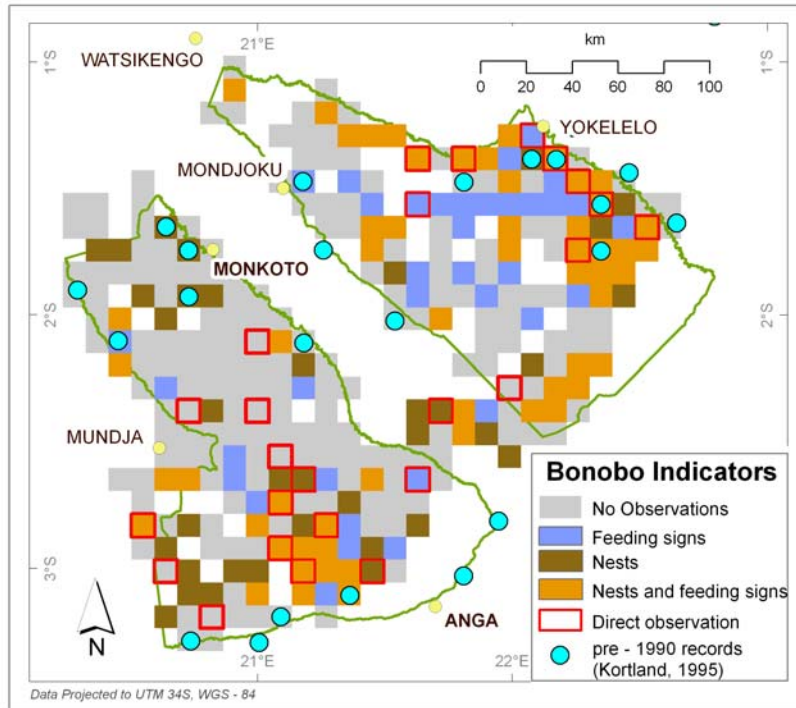 21°E
km
0 20 40 60 80 100
WATSIKENGO
1°S
1°S
YOKELELO
MONDJOKU
MONKOTO
2°S
2°S
MUNDJA
3°S
ANGA
N
21°E
22°E
Bonobo Indicators
No Observations
Feeding signs
Nests
Nests and feeding signs
Direct observation
pre - 1990 records
(Kortland, 1995)
Data Projected to UTM 34S, WGS - 84